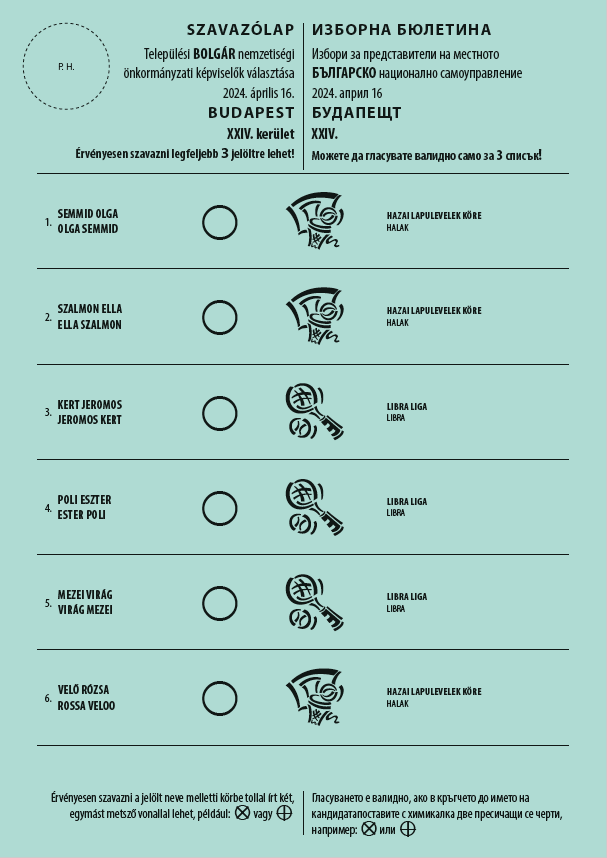 P. H.
SZAVAZÓLAP
Települési BOLGÁR nemzetiségi
önkormányzati képviselők választása
2024. április 16.
BUDAPEST
XXIV. kerület
Érvényesen szavazni legfeljebb 3 jelöltre lehet!
ИЗБОРНА БЮЛЕТИНА
Избори за представители на местното
БЪЛГАРСКО национално самоуправление
2024. април 16
БУДАПЕЩТ
XXIV.
Можете да гласувате валидно само за 3 списък!
1. SEMMID OLGA
OLGA SEMMID
HAZAI LAPULEVELEK KÖRE
HALAK
2. SZALMON ELLA
ELLA SZALMON
HAZAI LAPULEVELEK KÖRE
HALAK
3. KERT JEROMOS
JEROMOS KERT
LIBRA LIGA
LIBRA
4. POLI ESZTER
ESTER POLI
LIBRA LIGA
LIBRA
5. MEZEI VIRÁG
VIRÁG MEZEI
LIBRA LIGA
LIBRA
6. VELŐ RÓZSA
ROSSA VELOO
HAZAI LAPULEVELEK KÖRE
HALAK
Érvényesen szavazni a jelölt neve melletti körbe tollal írt két,
egymást metsző vonallal lehet, például: vagy
Гласуването е валидно, ако в кръгчето до името на
кандидатапоставите с химикалка две пресичащи се черти,
например: или